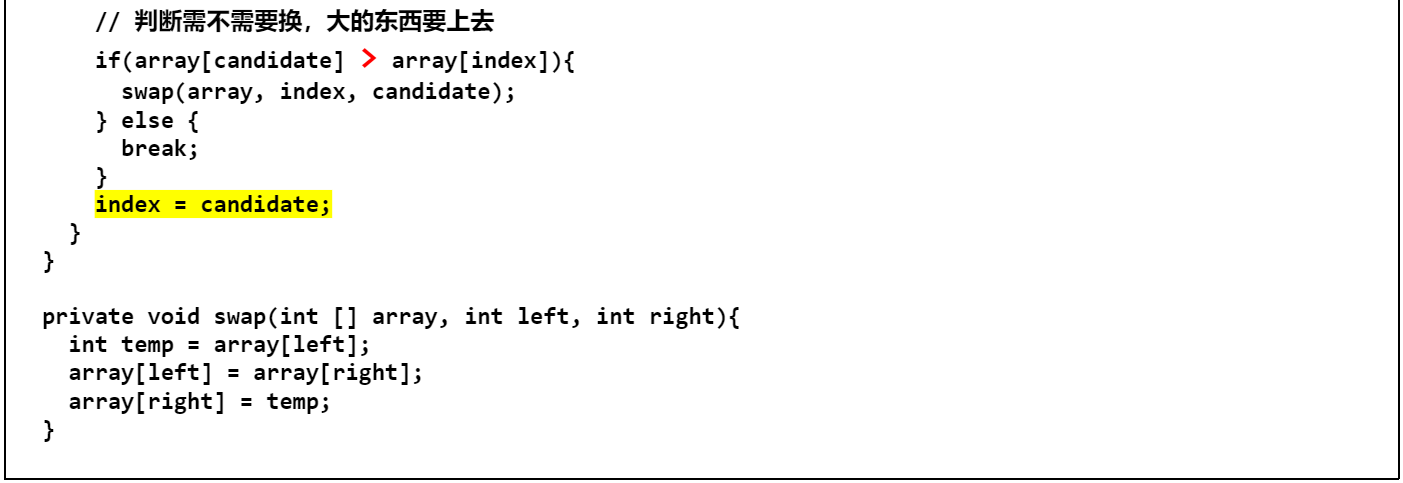 // 判断需不需要换，大的东西要上去
if(array[candidate] > array[index]){
swap(array, index, candidate);
} else {
break;
}
index = candidate;
}
}
private void swap(int [] array, int left, int right){
int temp = array[left];
array[left] = array[right];
array[right] = temp;
}